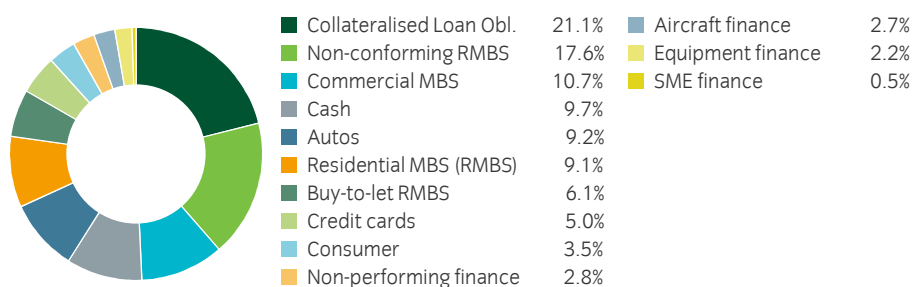 Collateralised Loan Obl. 21.1%
Non-conforming RMBS 17.6%
Commercial MBS 10.7%
Cash 9.7%
Autos 9.2%
Residential MBS (RMBS) 9.1%
Buy-to-let RMBS 6.1%
Credit cards 5.0%
Consumer 3.5%
Non-performing finance 2.8%
Aircraft finance 2.7%
Equipment finance 2.2%
SME finance 0.5%